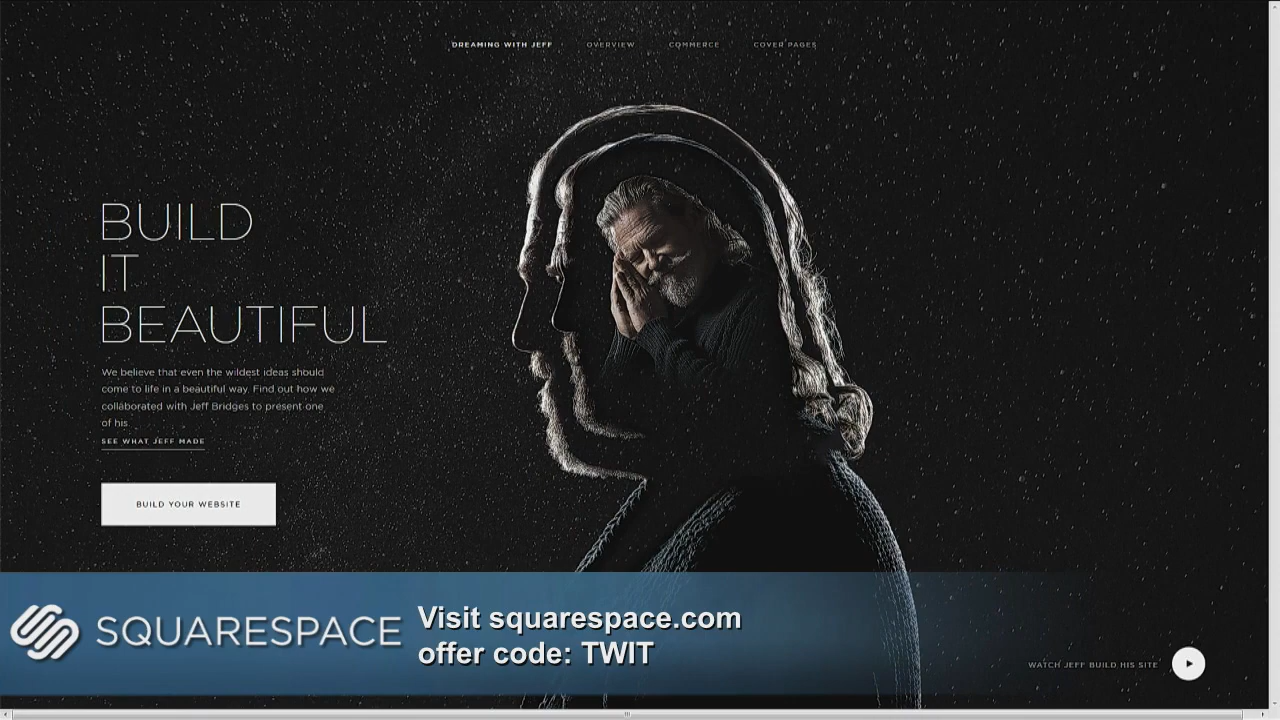 DREAMING WITH JEFF OVERVIEW COMMERCE COVER PAGES
BUILD
IT
BEAUTIFUL
We believe that even the wildest ideas should
come to life in a beautiful way. Find out how we
collaborated with Jeff Bridges to present one
of his.
SEE WHAT JEFF MADE
BUILD YOUR WEBSITE
SQUARESPACE
Visit squarespace.com
offer code: TWIT
WATCH JEFF BUILD HIS SITE